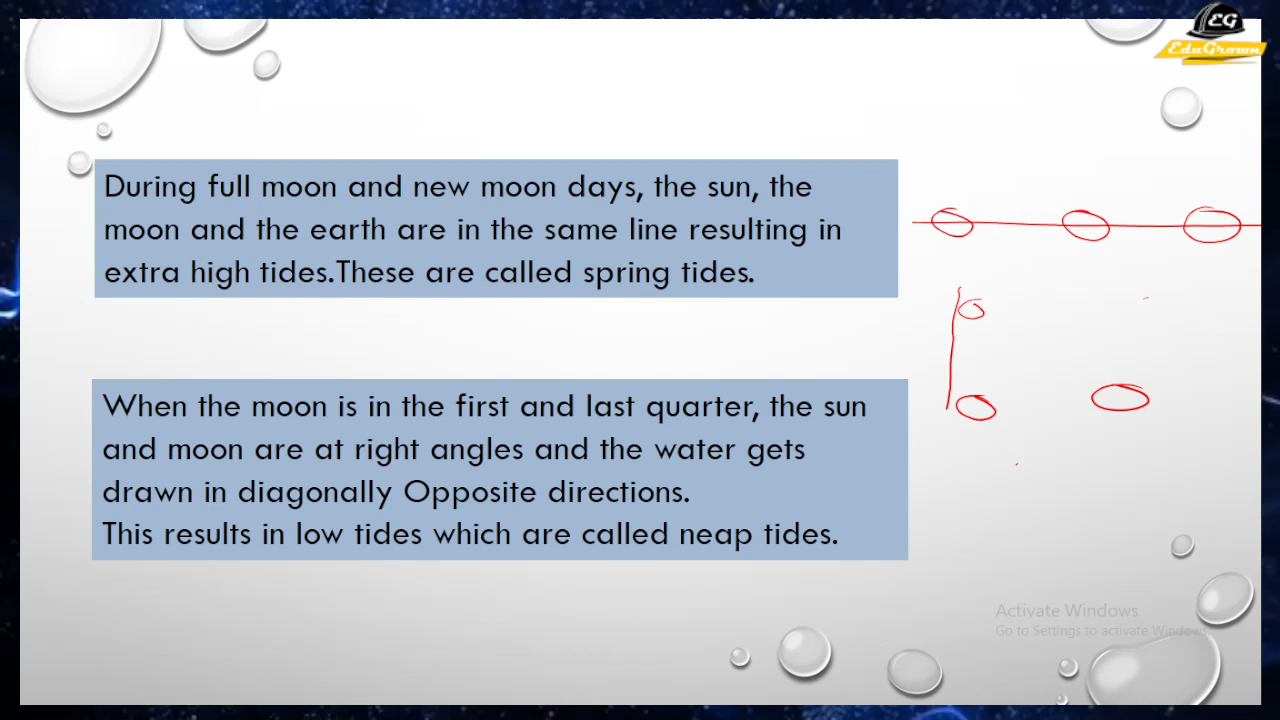 EG
EduGrown
During full moon and new moon days, the sun, the
moon and the earth are in the same line resulting in
extra high tides.These are called spring tides.
When the moon is in the first and last quarter, the sun
and moon are at right angles and the water gets
drawn in diagonally Opposite directions.
This results in low tides which are called neap tides.
Activate Windows
Go to Settings to activate Windows.